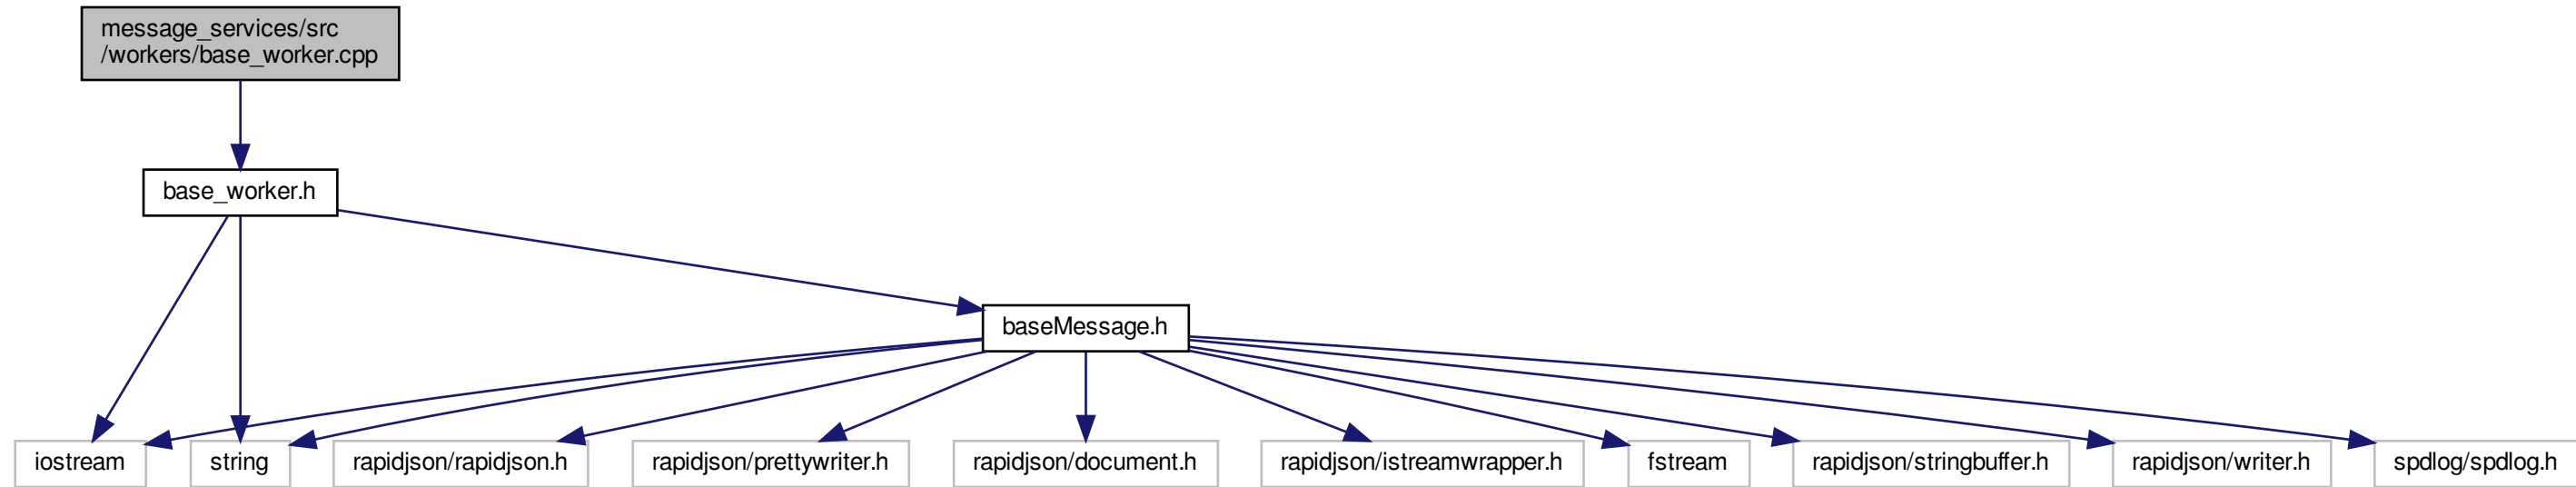 message_services/src
/workers/base_worker.cpp
base_worker.h
baseMessage.h
iostream
string
rapidjson/rapidjson.h
rapidjson/prettywriter.h
rapidjson/document.h
rapidjson/istreamwrapper.h
fstream
rapidjson/stringbuffer.h
rapidjson/writer.h
spdlog/spdlog.h